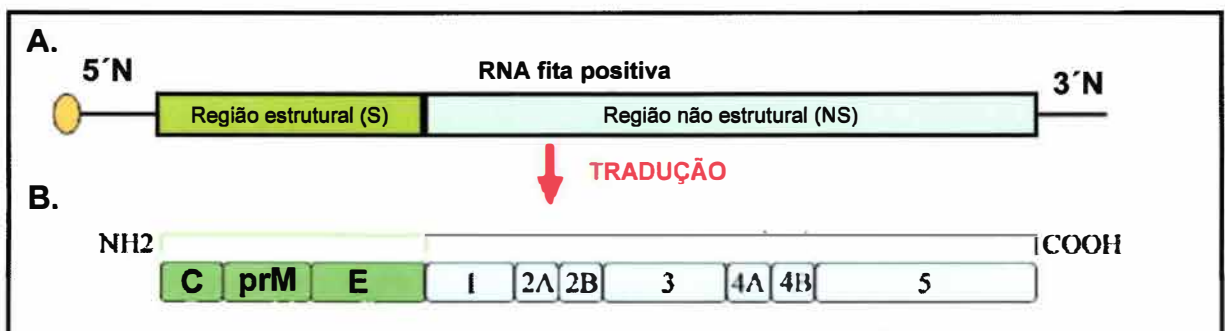 A.
5´N RNA fita positiva 3´N
Região estrutural (S) Região não estrutural (NS)
TRADUÇÃO
B.
NH2 COOH
C prM E 1 2A 2B 3 4A 4B 5